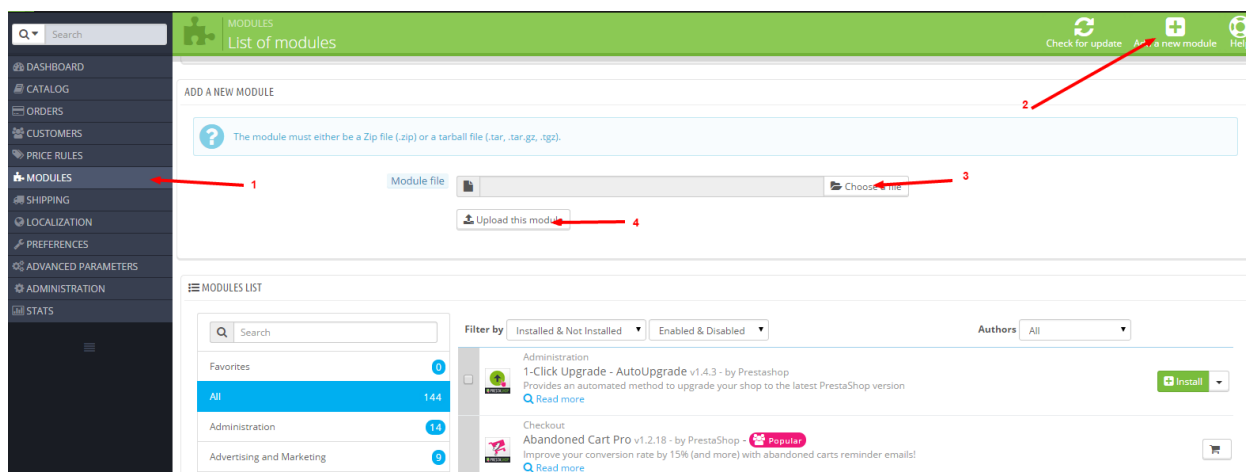 Search
DASHBOARD
CATALOG
ORDERS
CUSTOMERS
PRICE RULES
MODULES
SHIPPING
LOCALIZATION
PREFERENCES
ADVANCED PARAMETERS
ADMINISTRATION
STATS
MODULES
List of modules
Check for update
Add a new module
Hel
2
ADD A NEW MODULE
The module must either be a Zip file (.zip) or a tarball file (.tar, .tar.gz, .tgz).
1
Module file
Choose a file
3
Upload this module
4
MODULES LIST
Search
Favorites 0
All 144
Administration 14
Advertising and Marketing 9
Filter by Installed & Not Installed Enabled & Disabled Authors All
Administration
1-Click Upgrade - AutoUpgrade v1.4.3 - by Prestashop
Provides an automated method to upgrade your shop to the latest PrestaShop version
Read more
Install
Checkout
Abandoned Cart Pro v1.2.18 - by PrestaShop - Popular
Improve your conversion rate by 15% (and more) with abandoned carts reminder emails!
Read more